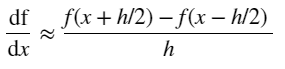 df/dx ≈ f(x + h/2) – f(x – h/2) / h